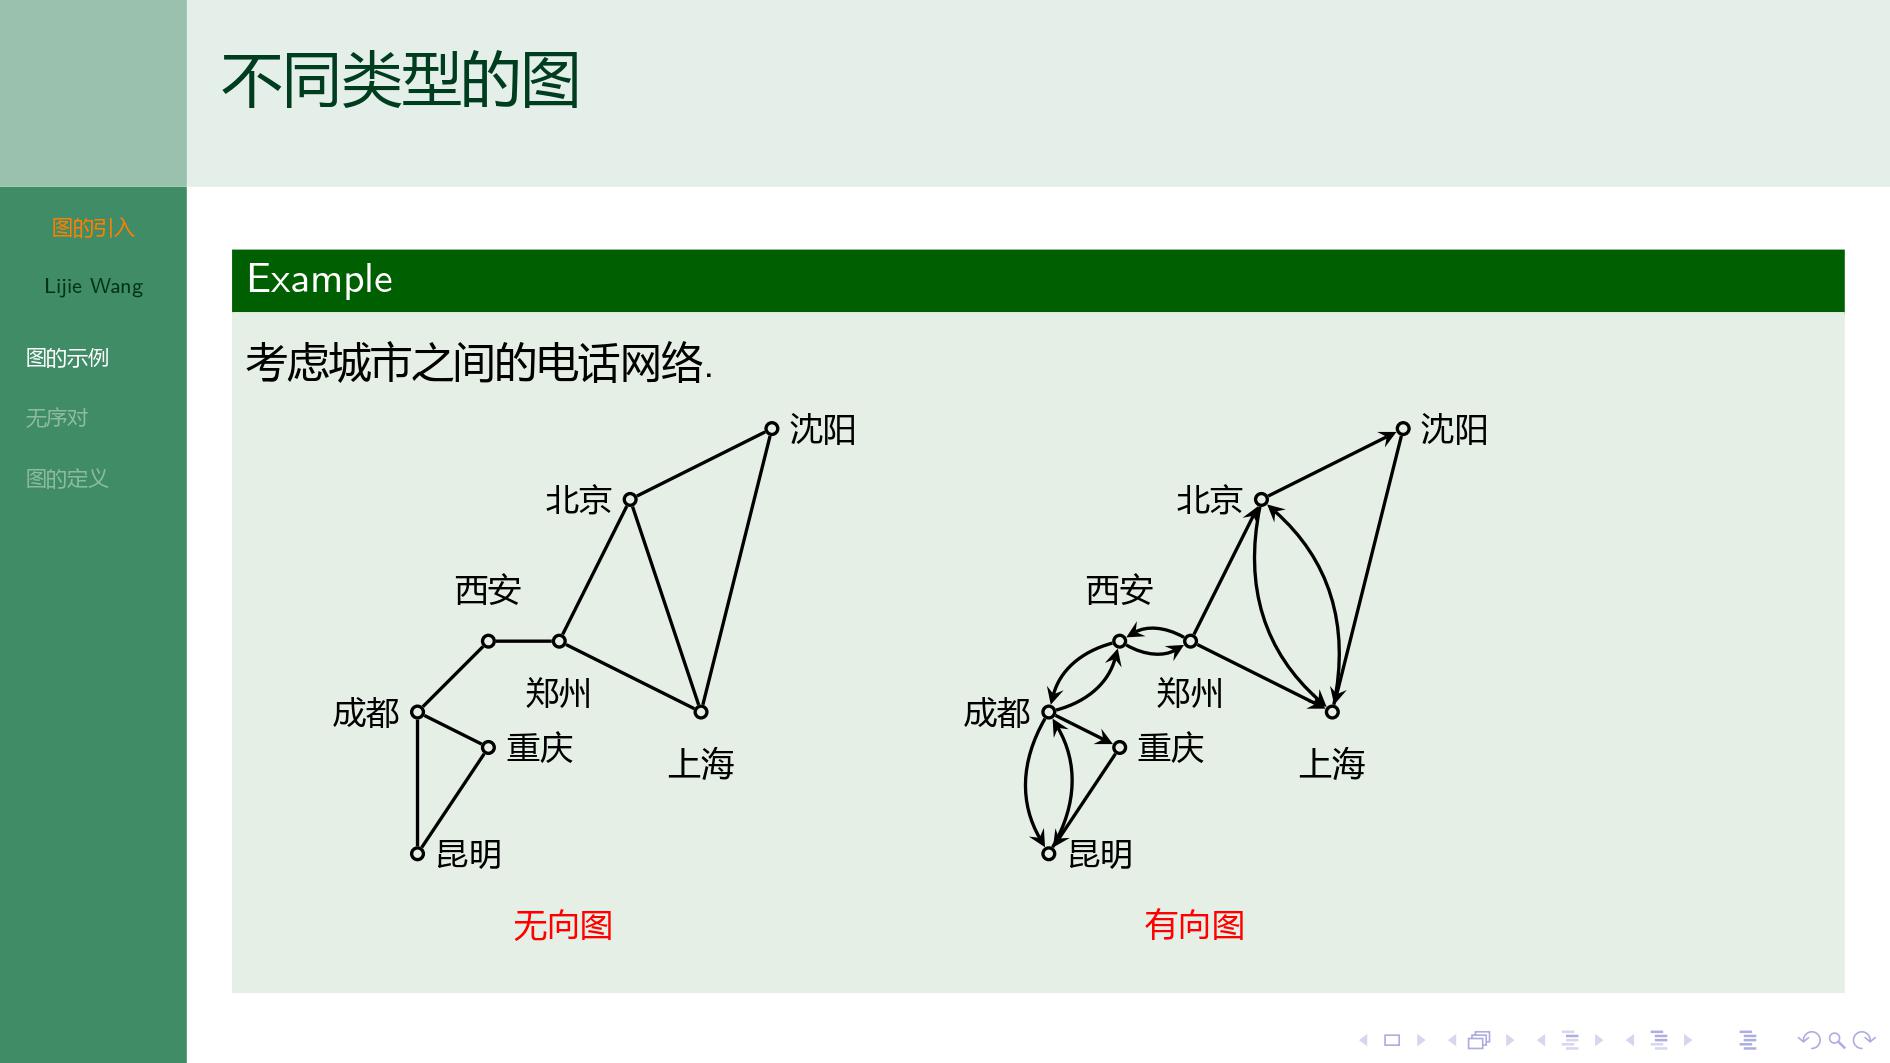 不同类型的图
图的引入
Lijie Wang
图的示例
无序对
图的定义
Example
考虑城市之间的电话网络.
沈阳
北京
西安
郑州
成都
重庆
上海
昆明
无向图
沈阳
北京
西安
郑州
成都
重庆
上海
昆明
有向图